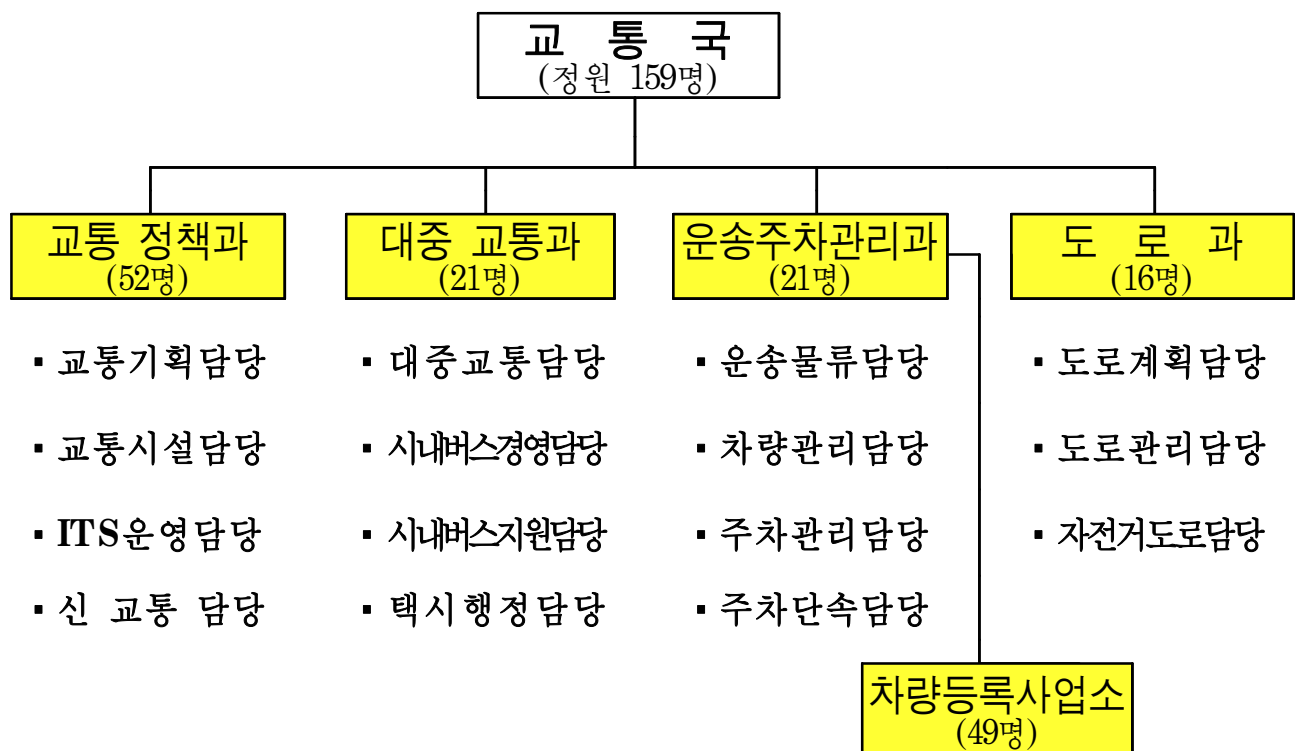 교 통 국
(정원 159명)
교통 정책과
(52명)
▪ 교통기획담당
▪ 교통시설담당
▪ ITS운영담당
▪ 신 교통 담당
대중 교통과
(21명)
▪ 대중교통담당
▪ 시내버스경영담당
▪ 시내버스지원담당
▪ 택시행정담당
운송주차관리과
(21명)
▪ 운송물류담당
▪ 차량관리담당
▪ 주차관리담당
▪ 주차단속담당
차량등록사업소
(49명)
도 로 과
(16명)
▪ 도로계획담당
▪ 도로관리담당
▪ 자전거도로담당